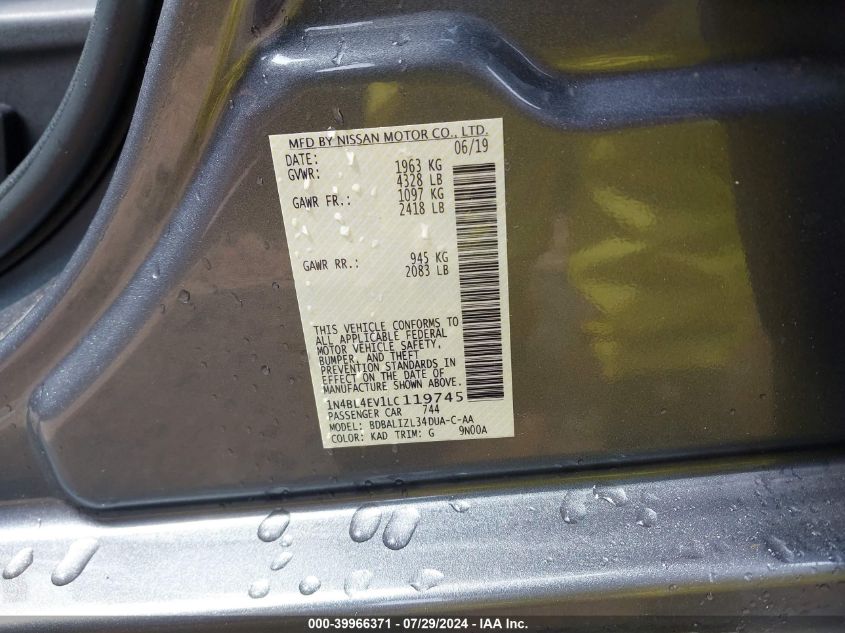 MFD BY NISSAN MOTOR CO., LTD.
DATE: 06/19
GVWR: 1963 KG
4328 LB
GAWR FR.: 1097 KG
2418 LB
GAWR RR.: 945 KG
2083 LB
THIS VEHICLE CONFORMS TO
ALL APPLICABLE FEDERAL
MOTOR VEHICLE SAFETY,
BUMPER, AND THEFT
PREVENTION STANDARDS IN
EFFECT ON THE DATE OF
MANUFACTURE SHOWN ABOVE.
1N4BL4EV1LC119745
PASSENGER CAR 744
MODEL: BDBALIZL34DUA-C-AA
COLOR: KAD TRIM: G 9N00A
000-39966371 - 07/29/2024 - IAA Inc.